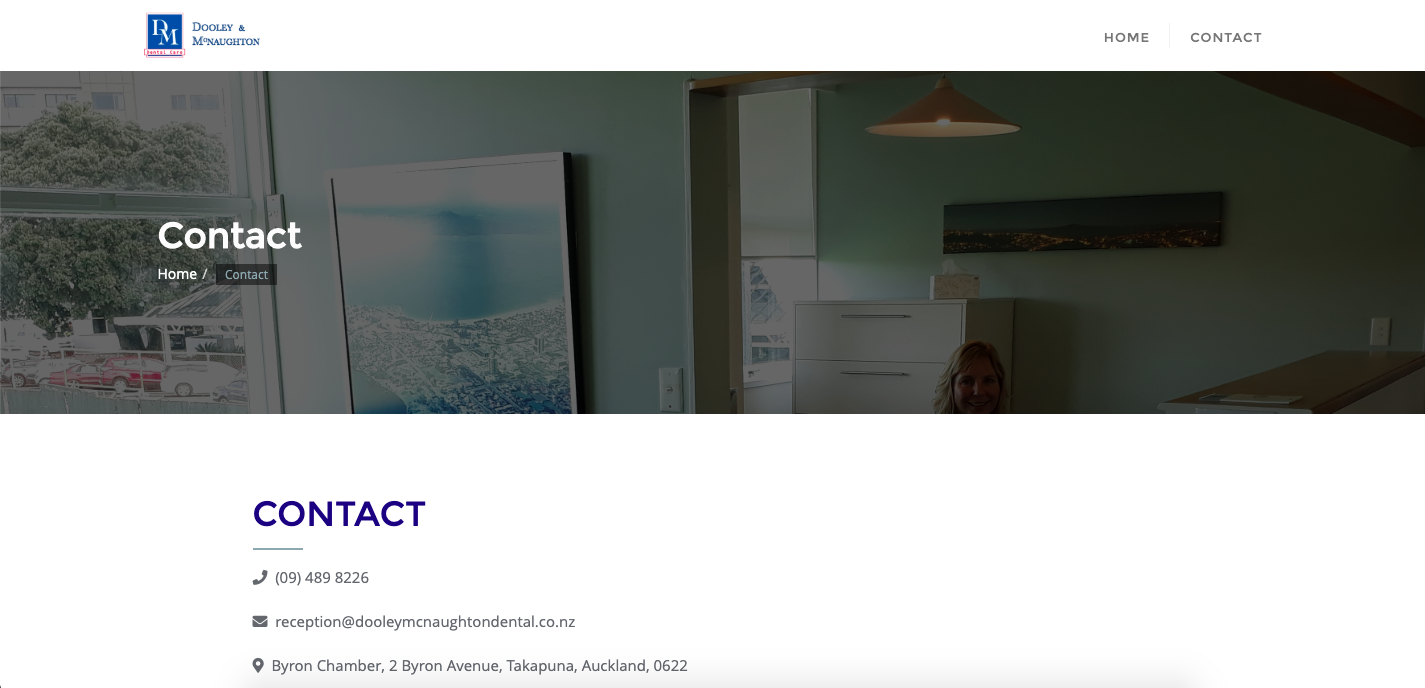 DM
Dental Care
DOOLEY &
McNAUGHTON
HOME
CONTACT
Contact
Home / Contact
CONTACT
(09) 489 8226
reception@dooleymcnaughtondental.co.nz
Byron Chamber, 2 Byron Avenue, Takapuna, Auckland, 0622